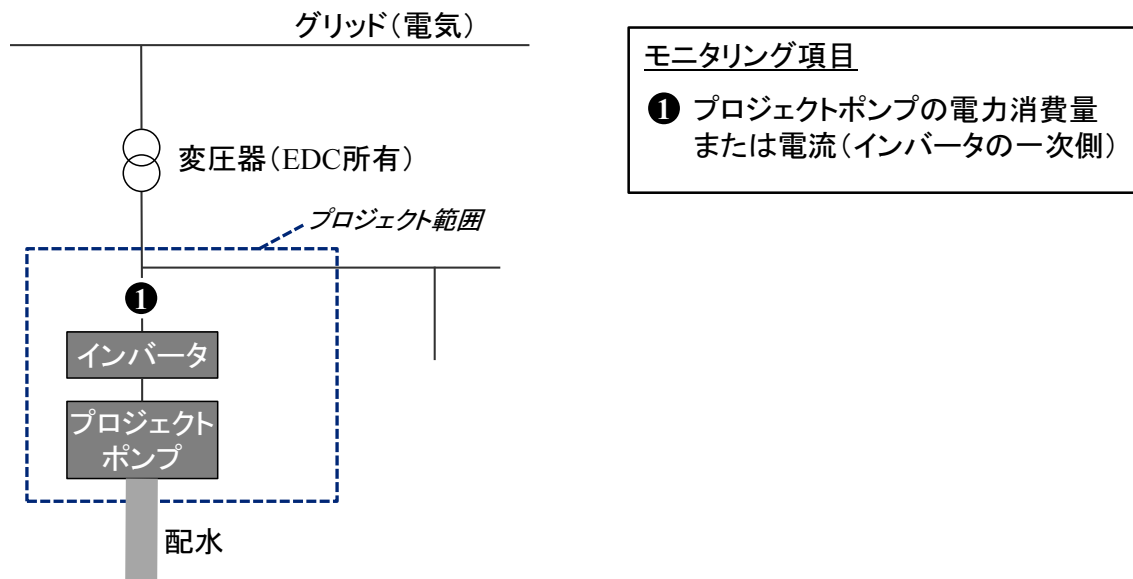 グリッド（電気）
変圧器（EDC所有）
プロジェクト範囲
❶
インバータ
プロジェクト
ポンプ
配水
モニタリング項目
❶ プロジェクトポンプの電力消費量
または電流（インバータの一次側）